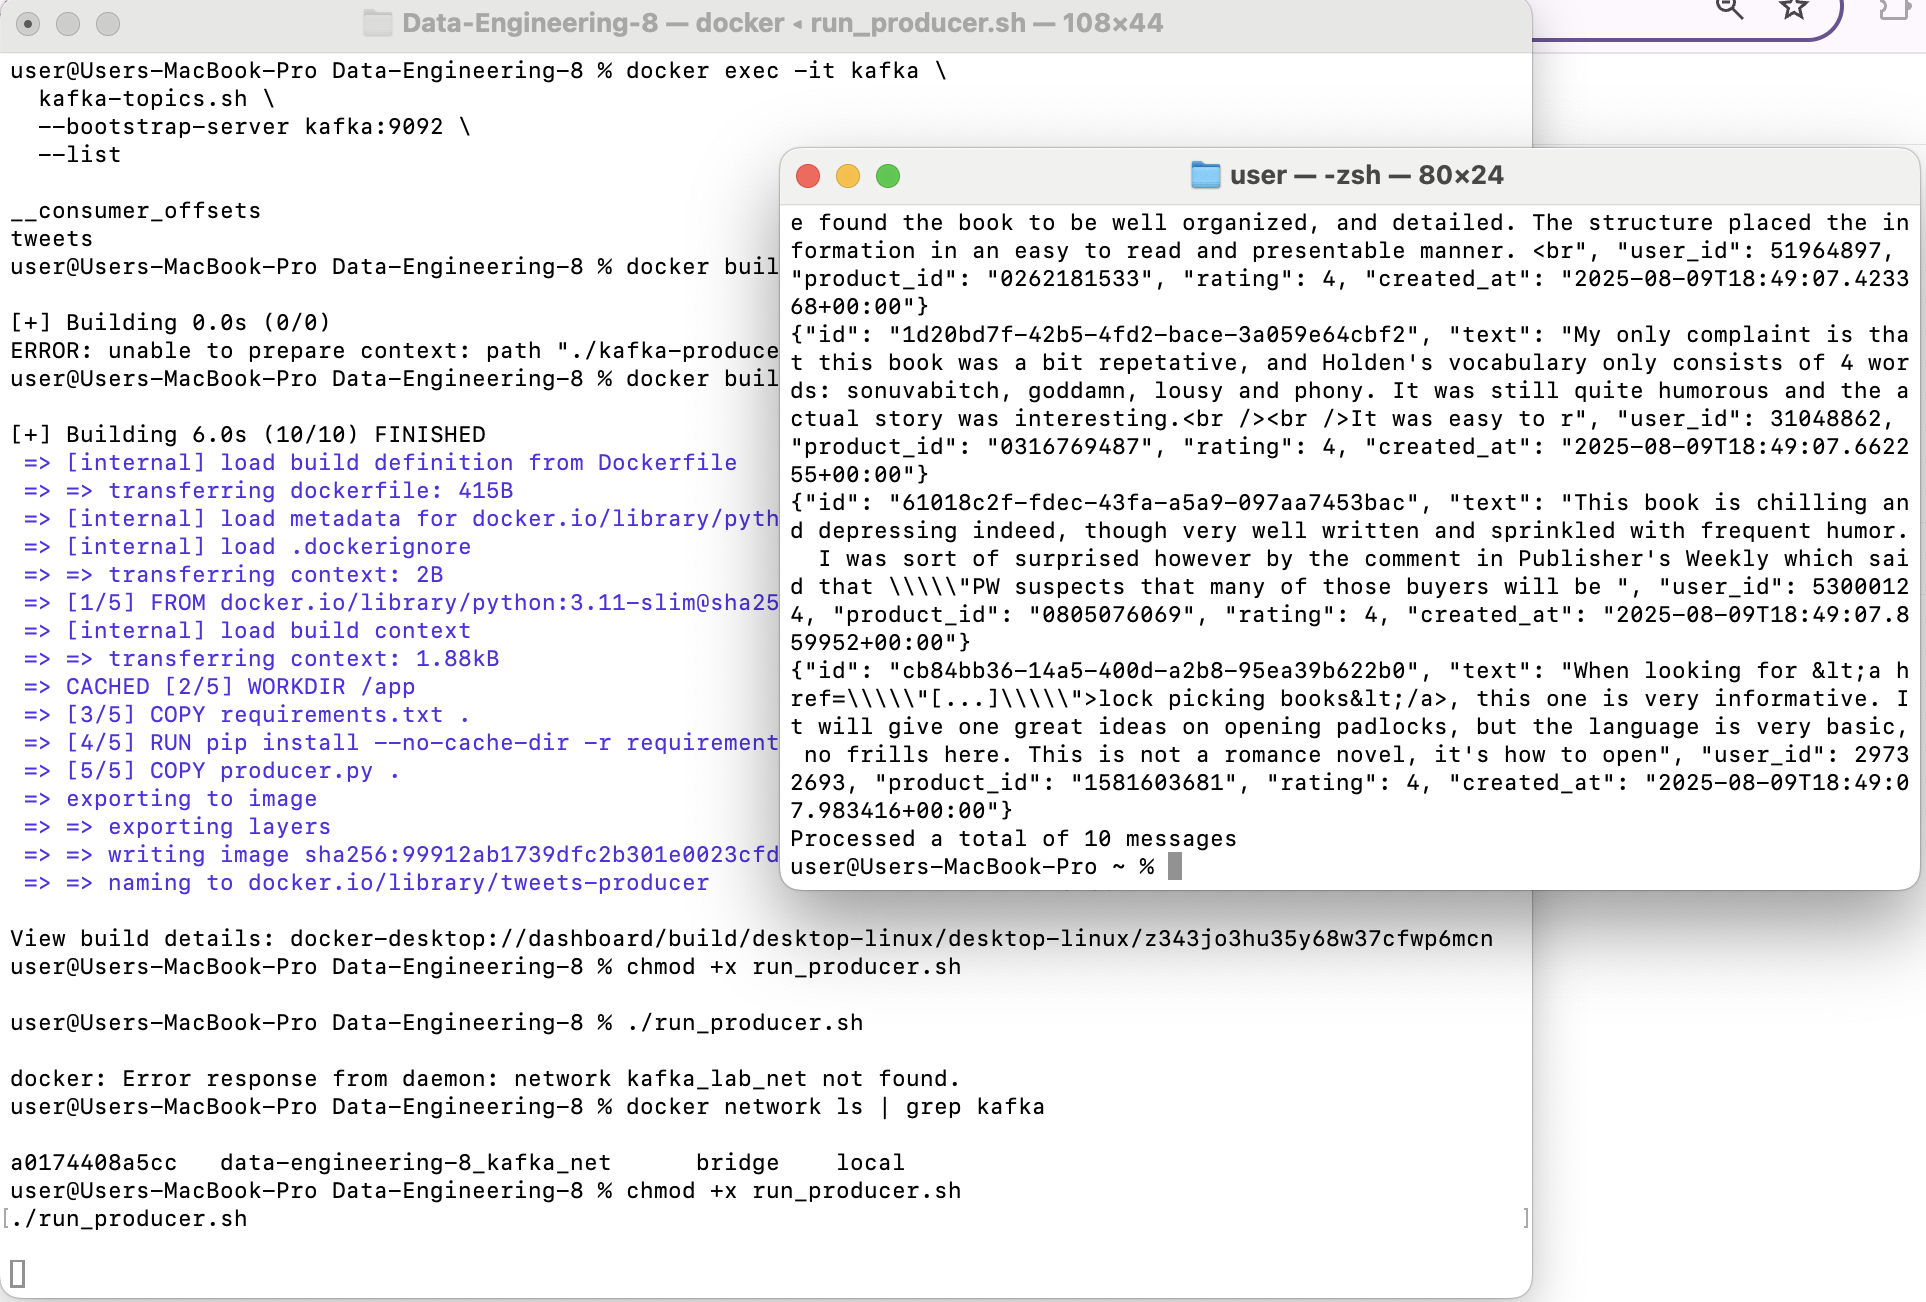 Data-Engineering-8 — docker ◂ run_producer.sh — 108×44
user@Users-MacBook-Pro Data-Engineering-8 % docker exec -it kafka \
  kafka-topics.sh \
  --bootstrap-server kafka:9092 \
  --list
__consumer_offsets
tweets
user@Users-MacBook-Pro Data-Engineering-8 % docker buil
[+] Building 0.0s (0/0)
ERROR: unable to prepare context: path "./kafka-produce
user@Users-MacBook-Pro Data-Engineering-8 % docker buil
[+] Building 6.0s (10/10) FINISHED
 => [internal] load build definition from Dockerfile
 => => transferring dockerfile: 415B
 => [internal] load metadata for docker.io/library/pyth
 => [internal] load .dockerignore
 => => transferring context: 2B
 => [1/5] FROM docker.io/library/python:3.11-slim@sha25
 => [internal] load build context
 => => transferring context: 1.88kB
 => CACHED [2/5] WORKDIR /app
 => [3/5] COPY requirements.txt .
 => [4/5] RUN pip install --no-cache-dir -r requirement
 => [5/5] COPY producer.py .
 => exporting to image
 => => exporting layers
 => => writing image sha256:99912ab1739dfc2b301e0023cfd
 => => naming to docker.io/library/tweets-producer
View build details: docker-desktop://dashboard/build/desktop-linux/desktop-linux/z343jo3hu35y68w37cfwp6mcn
user@Users-MacBook-Pro Data-Engineering-8 % chmod +x run_producer.sh
user@Users-MacBook-Pro Data-Engineering-8 % ./run_producer.sh
docker: Error response from daemon: network kafka_lab_net not found.
user@Users-MacBook-Pro Data-Engineering-8 % docker network ls | grep kafka
a0174408a5cc   data-engineering-8_kafka_net      bridge    local
user@Users-MacBook-Pro Data-Engineering-8 % chmod +x run_producer.sh
[./run_producer.sh ]
user — -zsh — 80×24
e found the book to be well organized, and detailed. The structure placed the in
formation in an easy to read and presentable manner. <br", "user_id": 51964897,
"product_id": "0262181533", "rating": 4, "created_at": "2025-08-09T18:49:07.4233
68+00:00"}
{"id": "1d20bd7f-42b5-4fd2-bace-3a059e64cbf2", "text": "My only complaint is tha
t this book was a bit repetative, and Holden's vocabulary only consists of 4 wor
ds: sonuvabitch, goddamn, lousy and phony. It was still quite humorous and the a
ctual story was interesting.<br /><br />It was easy to r", "user_id": 31048862,
"product_id": "0316769487", "rating": 4, "created_at": "2025-08-09T18:49:07.6622
55+00:00"}
{"id": "61018c2f-fdec-43fa-a5a9-097aa7453bac", "text": "This book is chilling an
d depressing indeed, though very well written and sprinkled with frequent humor.
  I was sort of surprised however by the comment in Publisher's Weekly which sai
d that \\\\\"PW suspects that many of those buyers will be ", "user_id": 5300012
4, "product_id": "0805076069", "rating": 4, "created_at": "2025-08-09T18:49:07.8
59952+00:00"}
{"id": "cb84bb36-14a5-400d-a2b8-95ea39b622b0", "text": "When looking for &lt;a h
ref=\\\\\"[...]\\\\\">lock picking books&lt;/a>, this one is very informative. I
t will give one great ideas on opening padlocks, but the language is very basic,
 no frills here. This is not a romance novel, it's how to open", "user_id": 2973
2693, "product_id": "1581603681", "rating": 4, "created_at": "2025-08-09T18:49:0
7.983416+00:00"}
Processed a total of 10 messages
user@Users-MacBook-Pro ~ %